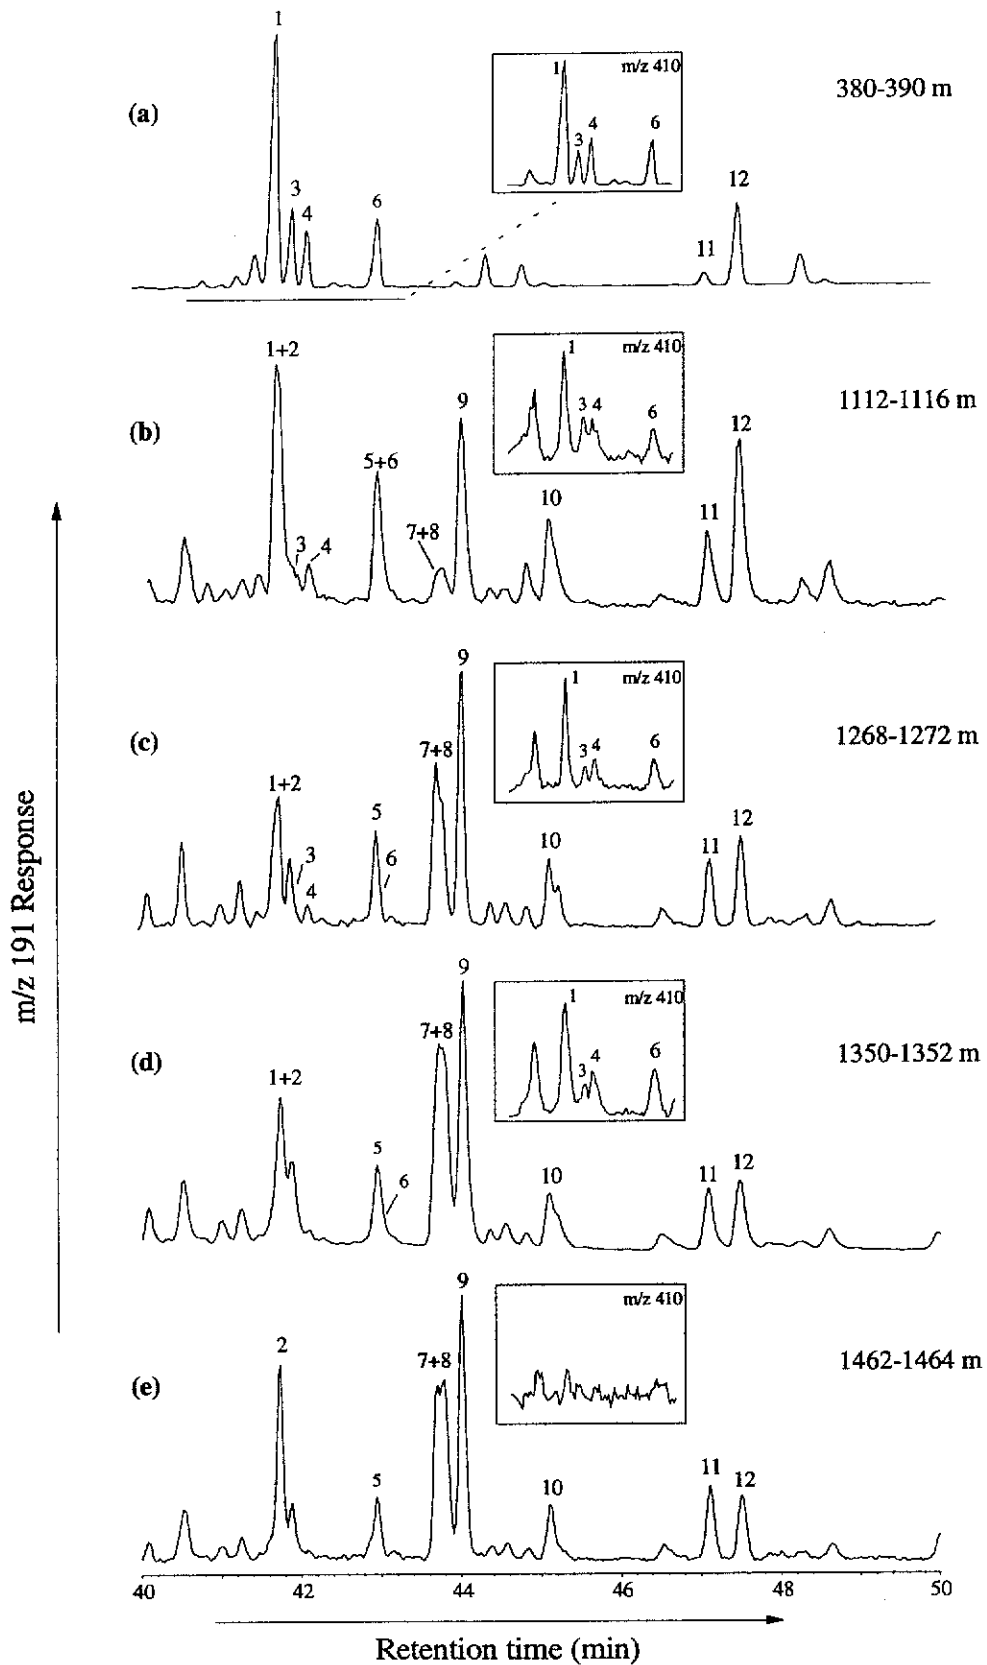 1
m/z 410
1
3
4
6
380-390 m
(a)
3
4
6
11
12
1+2
m/z 410
1
3 4
6
1112-1116 m
(b)
9
12
5+6
10
11
7+8
3
4
9
m/z 410
1
3 4
6
1268-1272 m
(c)
7+8
1+2
5
3
6
4
10
11
12
9
m/z 410
1
3 4
6
1350-1352 m
(d)
7+8
1+2
5
6
10
11
12
9
m/z 410
1462-1464 m
(e)
2
7+8
5
10
11
12
40 42 44 46 48 50
Retention time (min)
m/z 191 Response